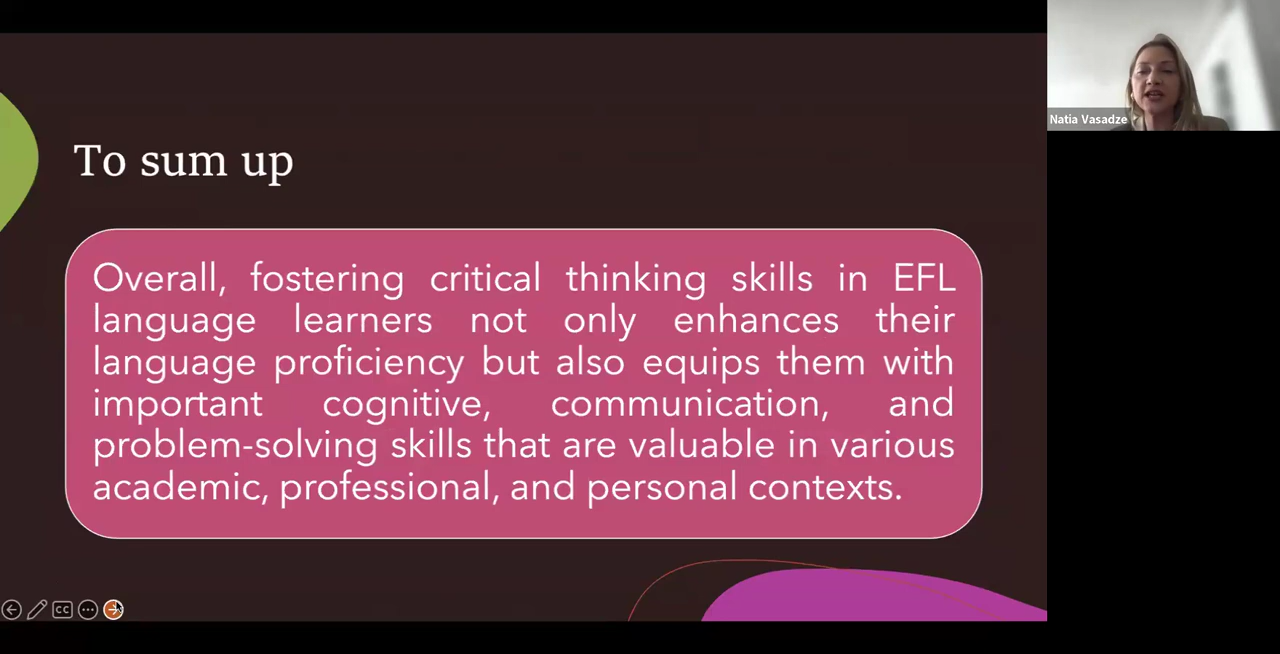 To sum up
Overall, fostering critical thinking skills in EFL
language learners not only enhances their
language proficiency but also equips them with
important cognitive, communication, and
problem-solving skills that are valuable in various
academic, professional, and personal contexts.
Natia Vasadze
CC